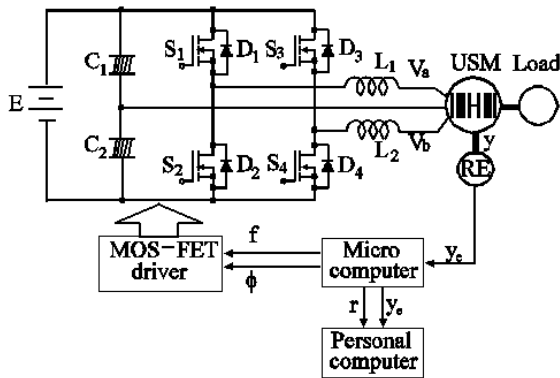 S1 D1 S3 D3
C1
L1 Va USM Load
E
C2
S2 D2 S4 D4
L2 Vb y
RE
MOS-FET
driver
f
ϕ
Micro
computer
ye
r ye
Personal
computer